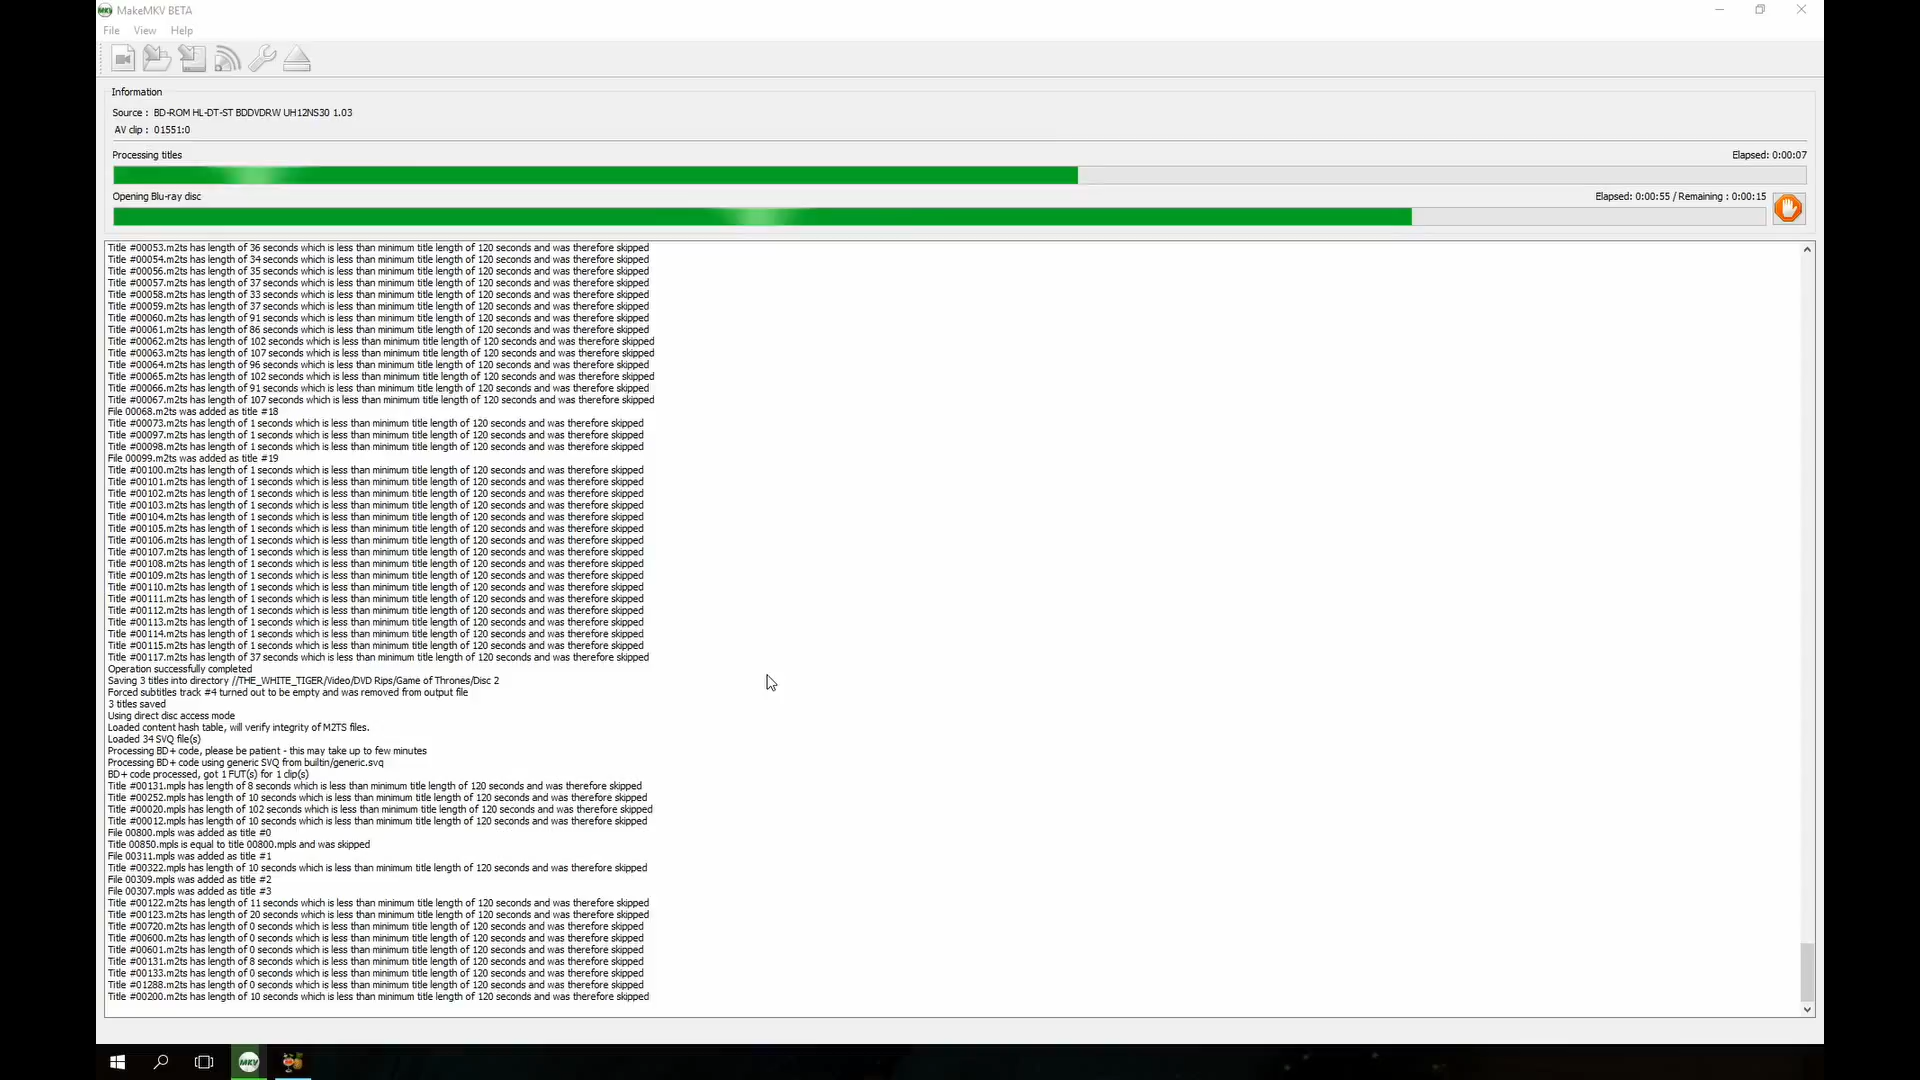 MakeMKV BETA
File View Help
Information
Source : BD-ROM HL-DT-ST BDDVDRW UH12NS30 1.03
AV clip : 01551:0
Processing titles Elapsed: 0:00:07
Opening Blu-ray disc Elapsed: 0:00:55 / Remaining : 0:00:15
Title #00053.m2ts has length of 36 seconds which is less than minimum title length of 120 seconds and was therefore skipped
Title #00054.m2ts has length of 34 seconds which is less than minimum title length of 120 seconds and was therefore skipped
Title #00056.m2ts has length of 35 seconds which is less than minimum title length of 120 seconds and was therefore skipped
Title #00057.m2ts has length of 37 seconds which is less than minimum title length of 120 seconds and was therefore skipped
Title #00058.m2ts has length of 33 seconds which is less than minimum title length of 120 seconds and was therefore skipped
Title #00059.m2ts has length of 37 seconds which is less than minimum title length of 120 seconds and was therefore skipped
Title #00060.m2ts has length of 91 seconds which is less than minimum title length of 120 seconds and was therefore skipped
Title #00061.m2ts has length of 86 seconds which is less than minimum title length of 120 seconds and was therefore skipped
Title #00062.m2ts has length of 102 seconds which is less than minimum title length of 120 seconds and was therefore skipped
Title #00063.m2ts has length of 107 seconds which is less than minimum title length of 120 seconds and was therefore skipped
Title #00064.m2ts has length of 96 seconds which is less than minimum title length of 120 seconds and was therefore skipped
Title #00065.m2ts has length of 102 seconds which is less than minimum title length of 120 seconds and was therefore skipped
Title #00066.m2ts has length of 91 seconds which is less than minimum title length of 120 seconds and was therefore skipped
Title #00067.m2ts has length of 107 seconds which is less than minimum title length of 120 seconds and was therefore skipped
File 00068.m2ts was added as title #18
Title #00073.m2ts has length of 1 seconds which is less than minimum title length of 120 seconds and was therefore skipped
Title #00097.m2ts has length of 1 seconds which is less than minimum title length of 120 seconds and was therefore skipped
Title #00098.m2ts has length of 1 seconds which is less than minimum title length of 120 seconds and was therefore skipped
File 00099.m2ts was added as title #19
Title #00100.m2ts has length of 1 seconds which is less than minimum title length of 120 seconds and was therefore skipped
Title #00101.m2ts has length of 1 seconds which is less than minimum title length of 120 seconds and was therefore skipped
Title #00102.m2ts has length of 1 seconds which is less than minimum title length of 120 seconds and was therefore skipped
Title #00103.m2ts has length of 1 seconds which is less than minimum title length of 120 seconds and was therefore skipped
Title #00104.m2ts has length of 1 seconds which is less than minimum title length of 120 seconds and was therefore skipped
Title #00105.m2ts has length of 1 seconds which is less than minimum title length of 120 seconds and was therefore skipped
Title #00106.m2ts has length of 1 seconds which is less than minimum title length of 120 seconds and was therefore skipped
Title #00107.m2ts has length of 1 seconds which is less than minimum title length of 120 seconds and was therefore skipped
Title #00108.m2ts has length of 1 seconds which is less than minimum title length of 120 seconds and was therefore skipped
Title #00109.m2ts has length of 1 seconds which is less than minimum title length of 120 seconds and was therefore skipped
Title #00110.m2ts has length of 1 seconds which is less than minimum title length of 120 seconds and was therefore skipped
Title #00111.m2ts has length of 1 seconds which is less than minimum title length of 120 seconds and was therefore skipped
Title #00112.m2ts has length of 1 seconds which is less than minimum title length of 120 seconds and was therefore skipped
Title #00113.m2ts has length of 1 seconds which is less than minimum title length of 120 seconds and was therefore skipped
Title #00114.m2ts has length of 1 seconds which is less than minimum title length of 120 seconds and was therefore skipped
Title #00115.m2ts has length of 1 seconds which is less than minimum title length of 120 seconds and was therefore skipped
Title #00117.m2ts has length of 37 seconds which is less than minimum title length of 120 seconds and was therefore skipped
Operation successfully completed
Saving 3 titles into directory //THE_WHITE_TIGER/Video/DVD Rips/Game of Thrones/Disc 2
Forced subtitles track #4 turned out to be empty and was removed from output file
3 titles saved
Using direct disc access mode
Loaded content hash table, will verify integrity of M2TS files.
Loaded 34 SVQ file(s)
Processing BD+ code, please be patient - this may take up to few minutes
Processing BD+ code using generic SVQ from builtin/generic.svq
BD+ code processed, got 1 FUT(s) for 1 clip(s)
Title #00131.mpls has length of 8 seconds which is less than minimum title length of 120 seconds and was therefore skipped
Title #00252.mpls has length of 10 seconds which is less than minimum title length of 120 seconds and was therefore skipped
Title #00020.mpls has length of 102 seconds which is less than minimum title length of 120 seconds and was therefore skipped
Title #00012.mpls has length of 10 seconds which is less than minimum title length of 120 seconds and was therefore skipped
File 00800.mpls was added as title #0
Title 00850.mpls is equal to title 00800.mpls and was skipped
File 00311.mpls was added as title #1
Title #00322.mpls has length of 10 seconds which is less than minimum title length of 120 seconds and was therefore skipped
File 00309.mpls was added as title #2
File 00307.mpls was added as title #3
Title #00122.m2ts has length of 11 seconds which is less than minimum title length of 120 seconds and was therefore skipped
Title #00123.m2ts has length of 20 seconds which is less than minimum title length of 120 seconds and was therefore skipped
Title #00720.m2ts has length of 0 seconds which is less than minimum title length of 120 seconds and was therefore skipped
Title #00600.m2ts has length of 0 seconds which is less than minimum title length of 120 seconds and was therefore skipped
Title #00601.m2ts has length of 0 seconds which is less than minimum title length of 120 seconds and was therefore skipped
Title #00131.m2ts has length of 8 seconds which is less than minimum title length of 120 seconds and was therefore skipped
Title #00133.m2ts has length of 0 seconds which is less than minimum title length of 120 seconds and was therefore skipped
Title #01288.m2ts has length of 0 seconds which is less than minimum title length of 120 seconds and was therefore skipped
Title #00200.m2ts has length of 10 seconds which is less than minimum title length of 120 seconds and was therefore skipped
MKV